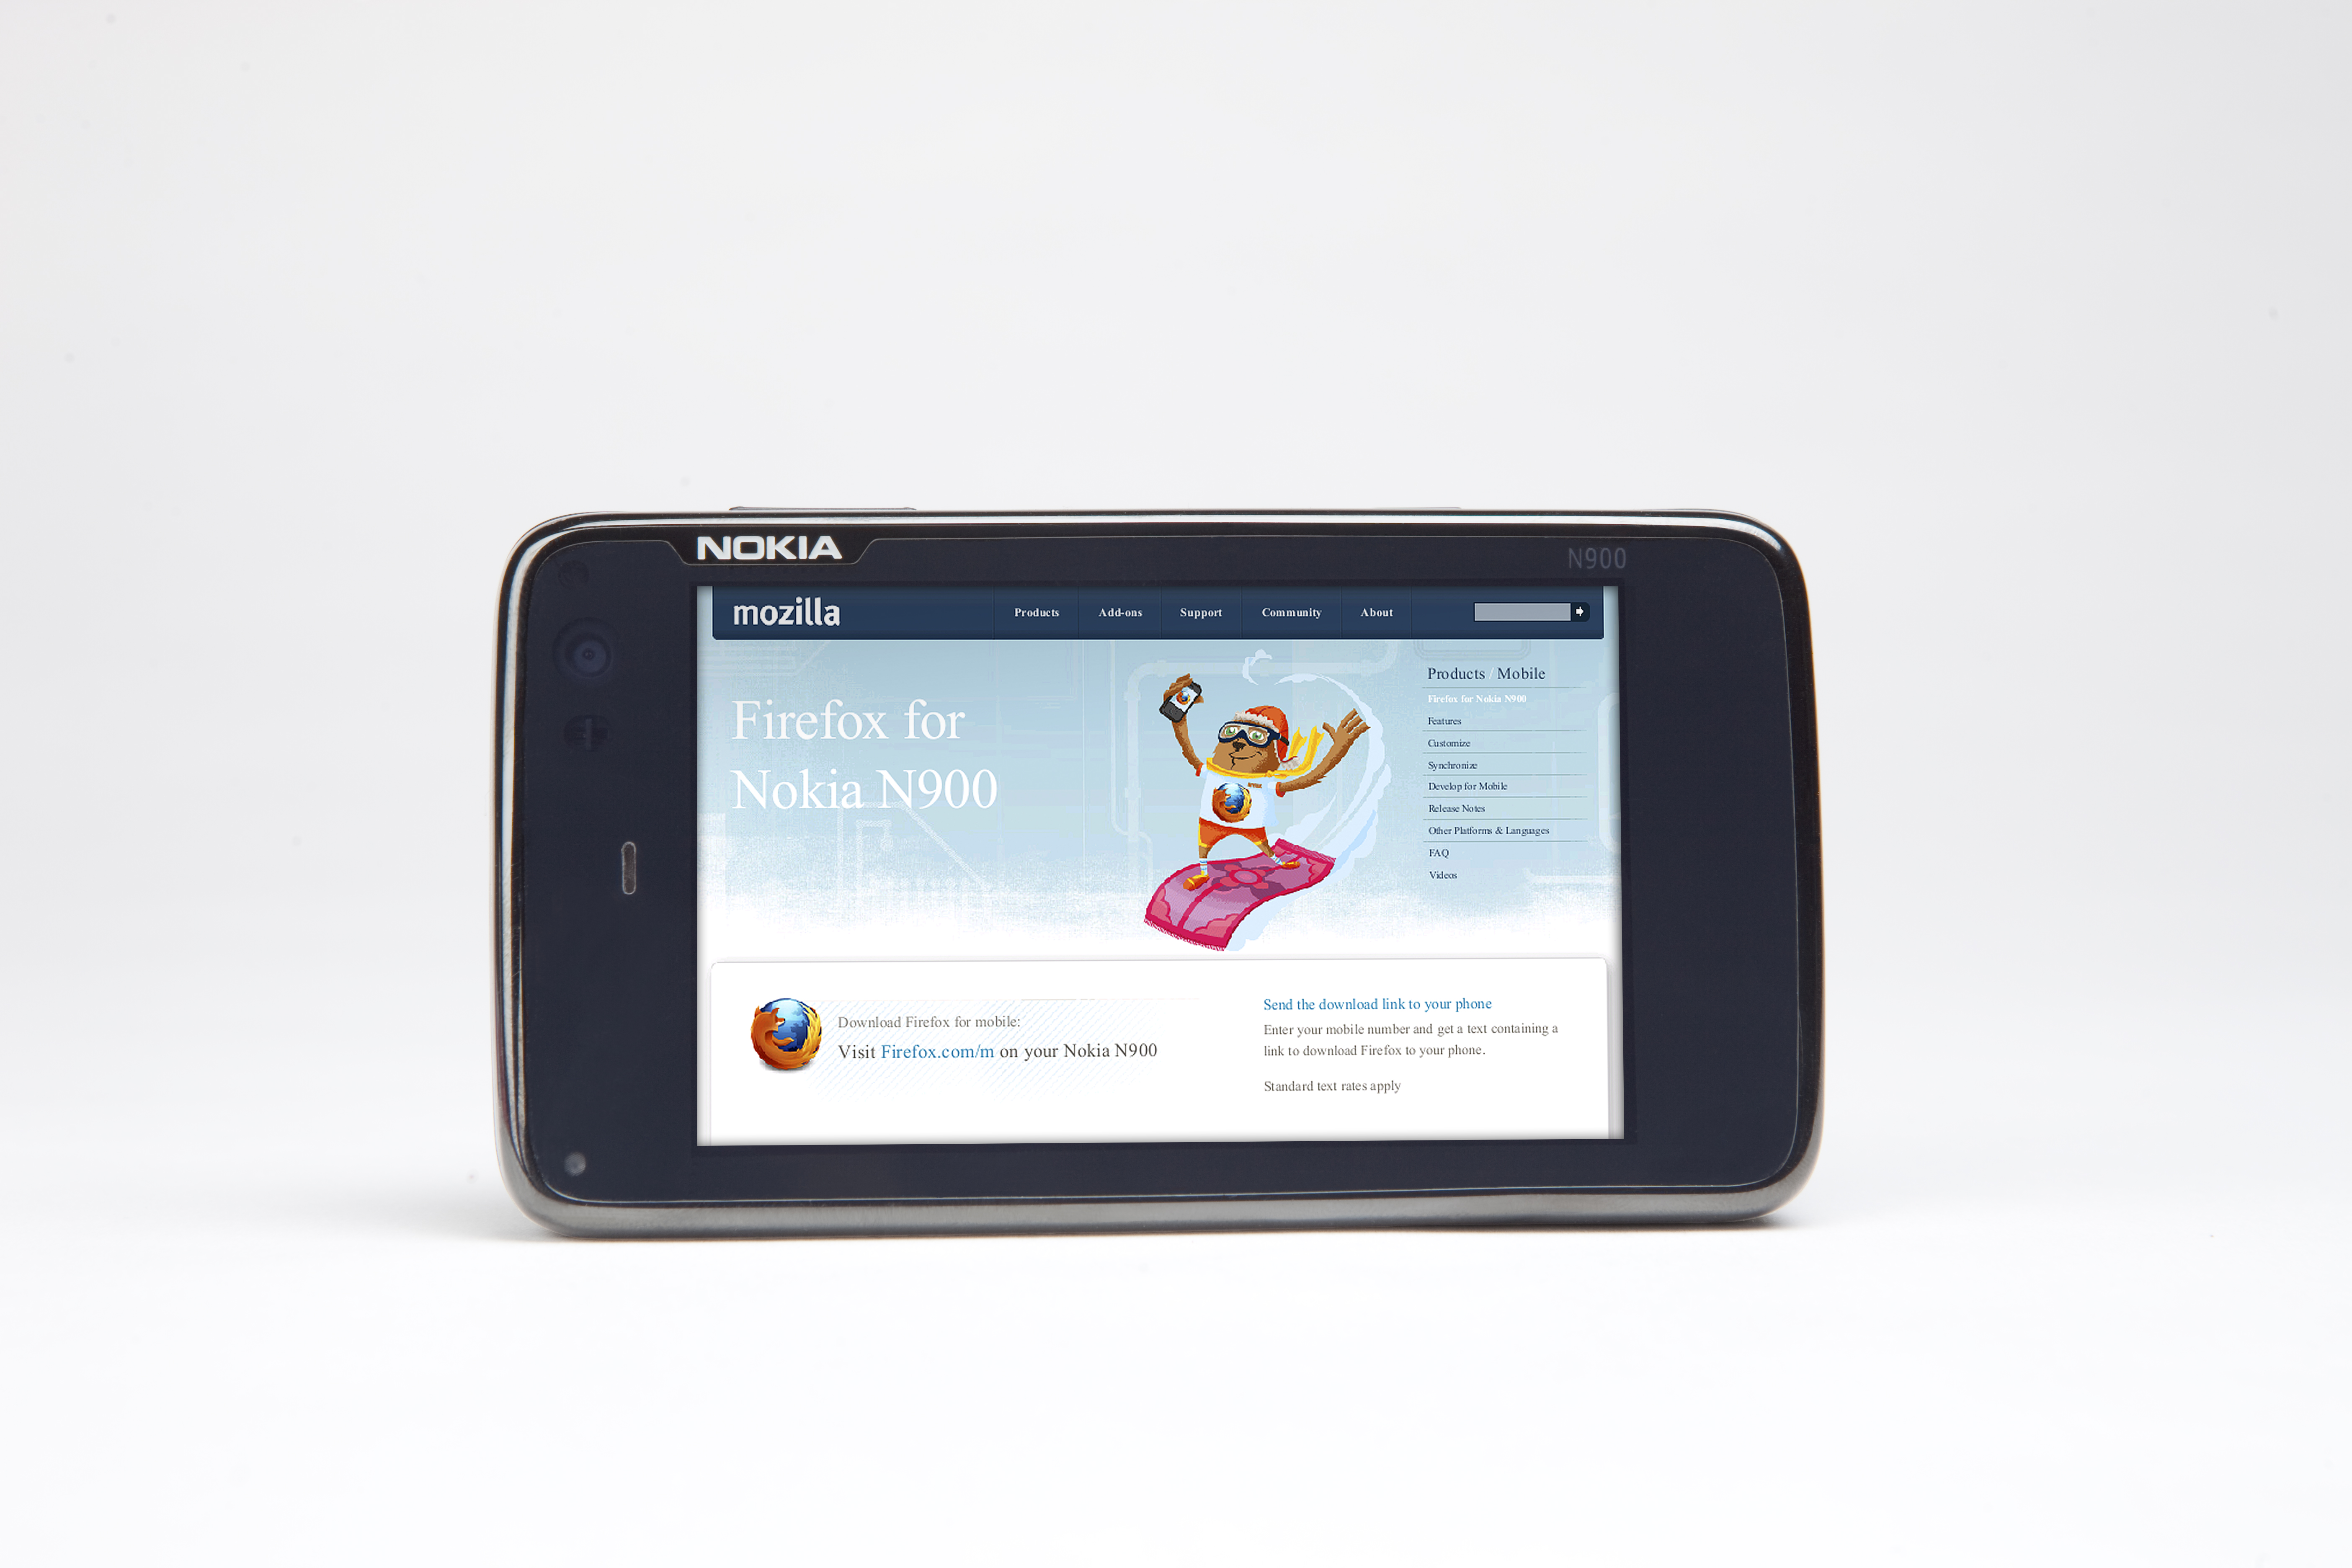 NOKIA
N900
mozilla
Products
Add-ons
Support
Community
About
Firefox for
Nokia N900
Products / Mobile
Firefox for Nokia N900
Features
Customize
Synchronize
Develop for Mobile
Release Notes
Other Platforms & Languages
FAQ
Videos
Download Firefox for mobile:
Visit Firefox.com/m on your Nokia N900
Send the download link to your phone
Enter your mobile number and get a text containing a
link to download Firefox to your phone.
Standard text rates apply